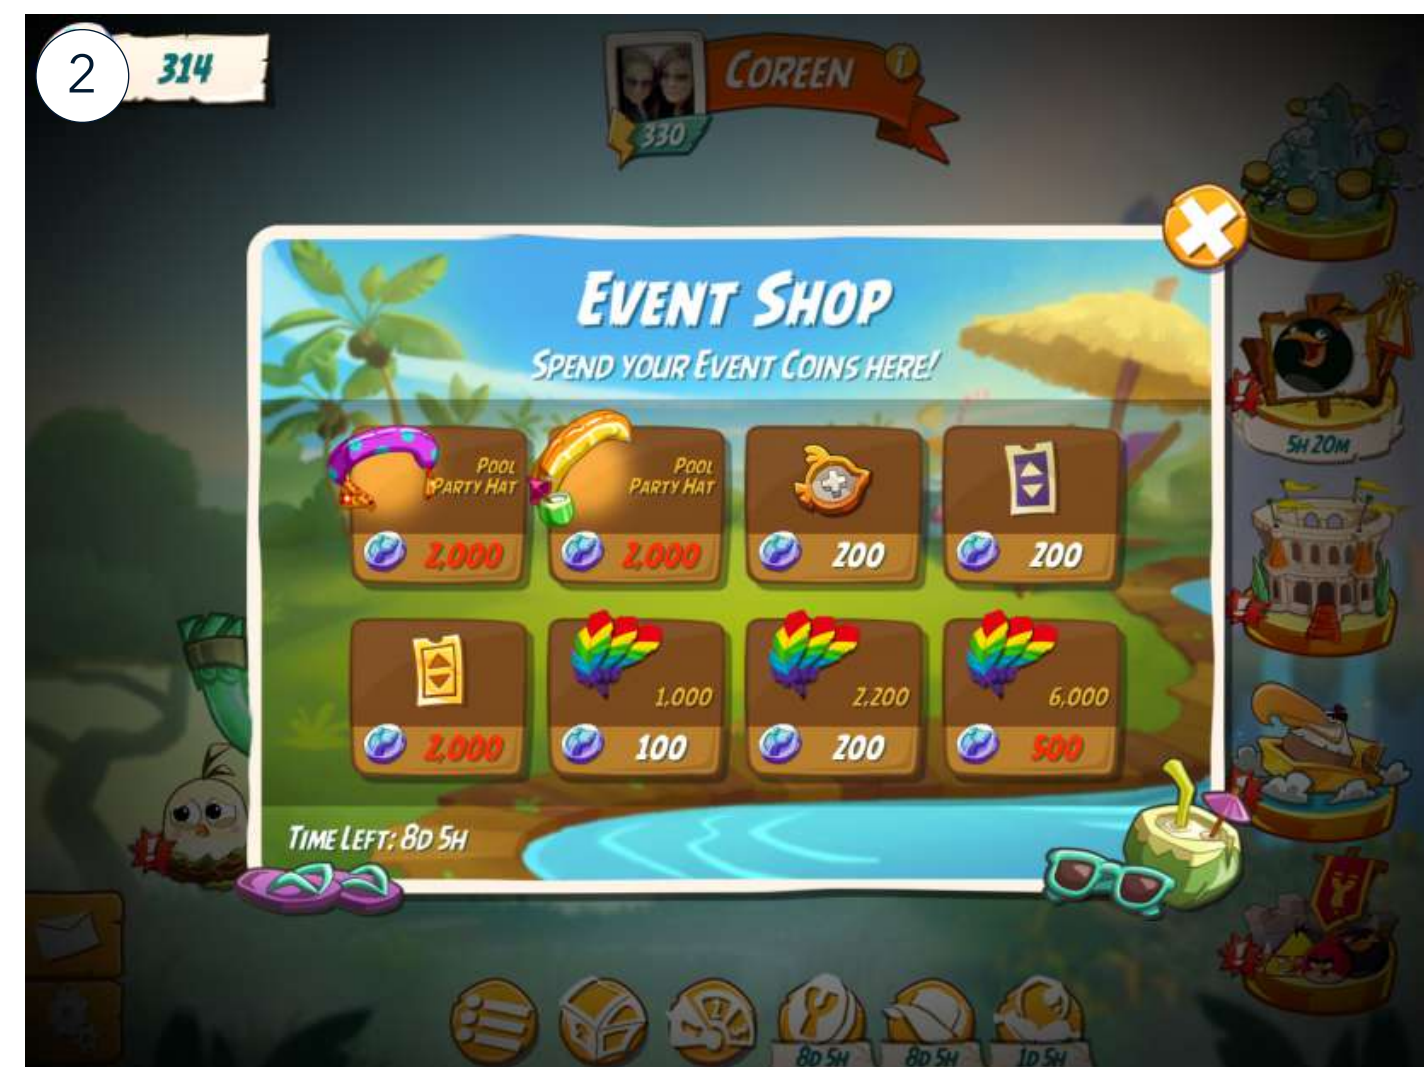 2
314
COREEN
i
330
EVENT SHOP
SPEND YOUR EVENT COINS HERE!
POOL
PARTY HAT
2,000
POOL
PARTY HAT
2,000
200
200
2,000
1,000
100
2,200
200
6,000
500
TIME LEFT: 8D 5H
5H 20M
8D 5H
8D 5H
1D 5H